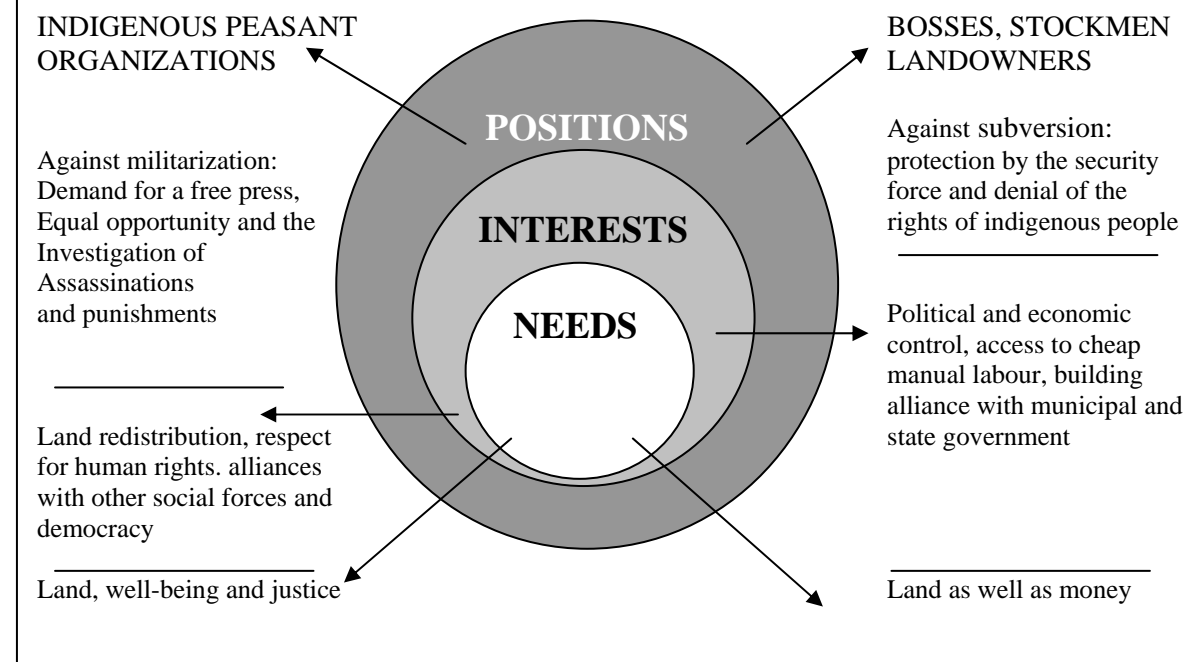 INDIGENOUS PEASANT
ORGANIZATIONS
Against militarization:
Demand for a free press,
Equal opportunity and the
Investigation of
Assassinations
and punishments
Land redistribution, respect
for human rights. alliances
with other social forces and
democracy
Land, well-being and justice
POSITIONS
INTERESTS
NEEDS
BOSSES, STOCKMEN
LANDOWNERS
Against subversion:
protection by the security
force and denial of the
rights of indigenous people
Political and economic
control, access to cheap
manual labour, building
alliance with municipal and
state government
Land as well as money